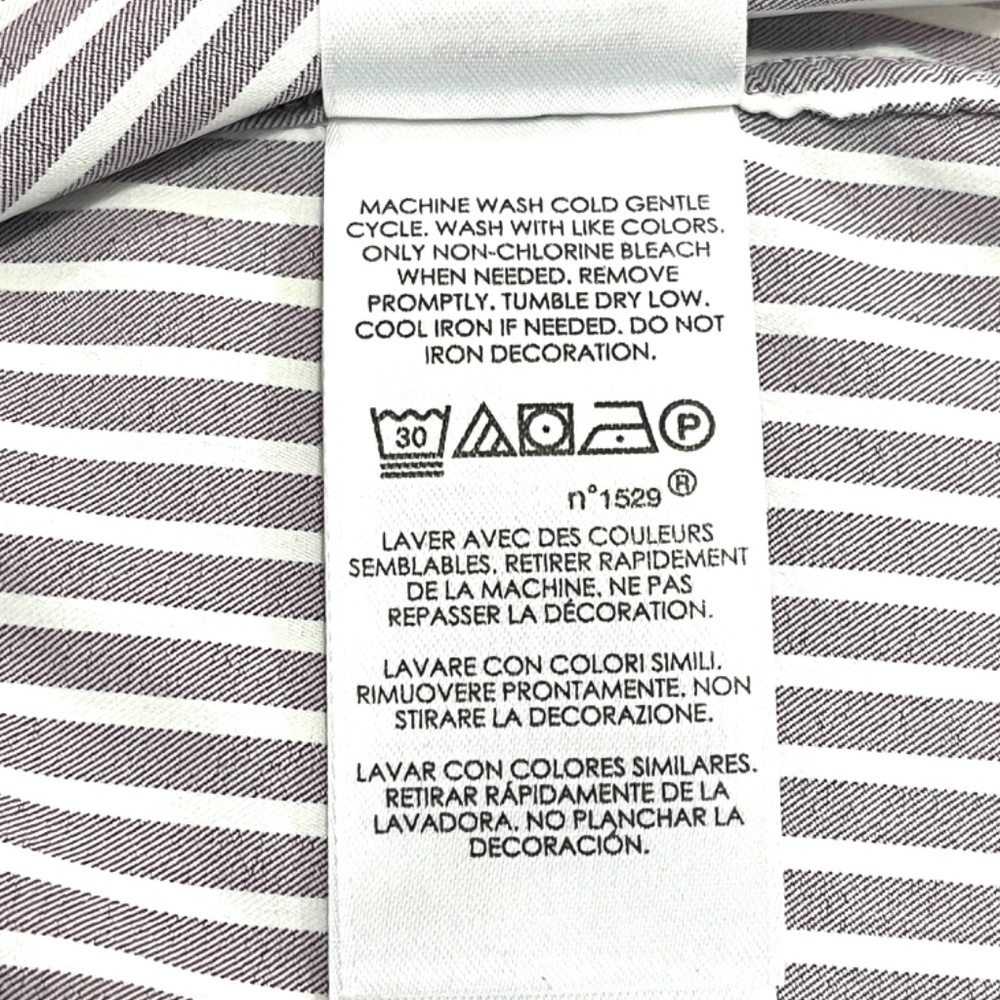 MACHINE WASH COLD GENTLE
CYCLE. WASH WITH LIKE COLORS.
ONLY NON-CHLORINE BLEACH
WHEN NEEDED. REMOVE
PROMPTLY. TUMBLE DRY LOW.
COOL IRON IF NEEDED. DO NOT
IRON DECORATION.
30 P
n°1529®
LAVER AVEC DES COULEURS
SEMBLABLES. RETIRER RAPIDEMENT
DE LA MACHINE. NE PAS
REPASSER LA DÉCORATION.
LAVARE CON COLORI SIMILI.
RIMUOVERE PRONTAMENTE. NON
STIRARE LA DECORAZIONE.
LAVAR CON COLORES SIMILARES.
RETIRAR RÁPIDAMENTE DE LA
LAVADORA. NO PLANCHAR LA
DECORACIÓN.